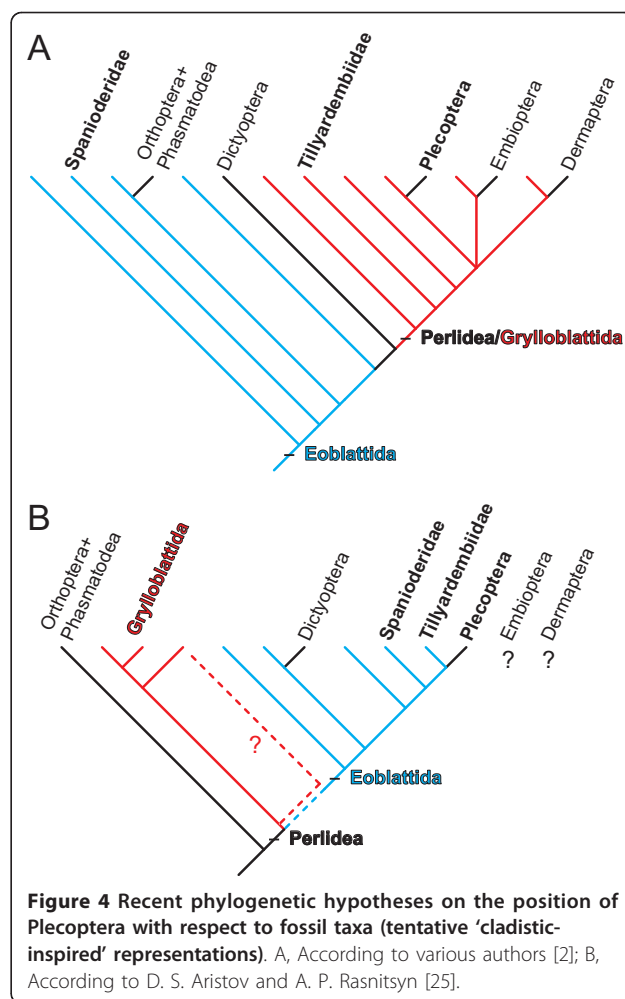 A
Spanioderidae
Orthoptera+
Phasmatodea
Dictyoptera
Tillyardembiidae
Plecoptera
Embioptera
Dermaptera
Perlidea/Grylloblattida
Eoblattida
B
Orthoptera+
Phasmatodea
Grylloblattida
Dictyoptera
Spanioderidae
Tillyardembiidae
Plecoptera
Embioptera
Dermaptera
? ?
?
Eoblattida
Perlidea
Figure 4 Recent phylogenetic hypotheses on the position of
Plecoptera with respect to fossil taxa (tentative 'cladistic-
inspired' representations). A, According to various authors [2]; B,
According to D. S. Aristov and A. P. Rasnitsyn [25].